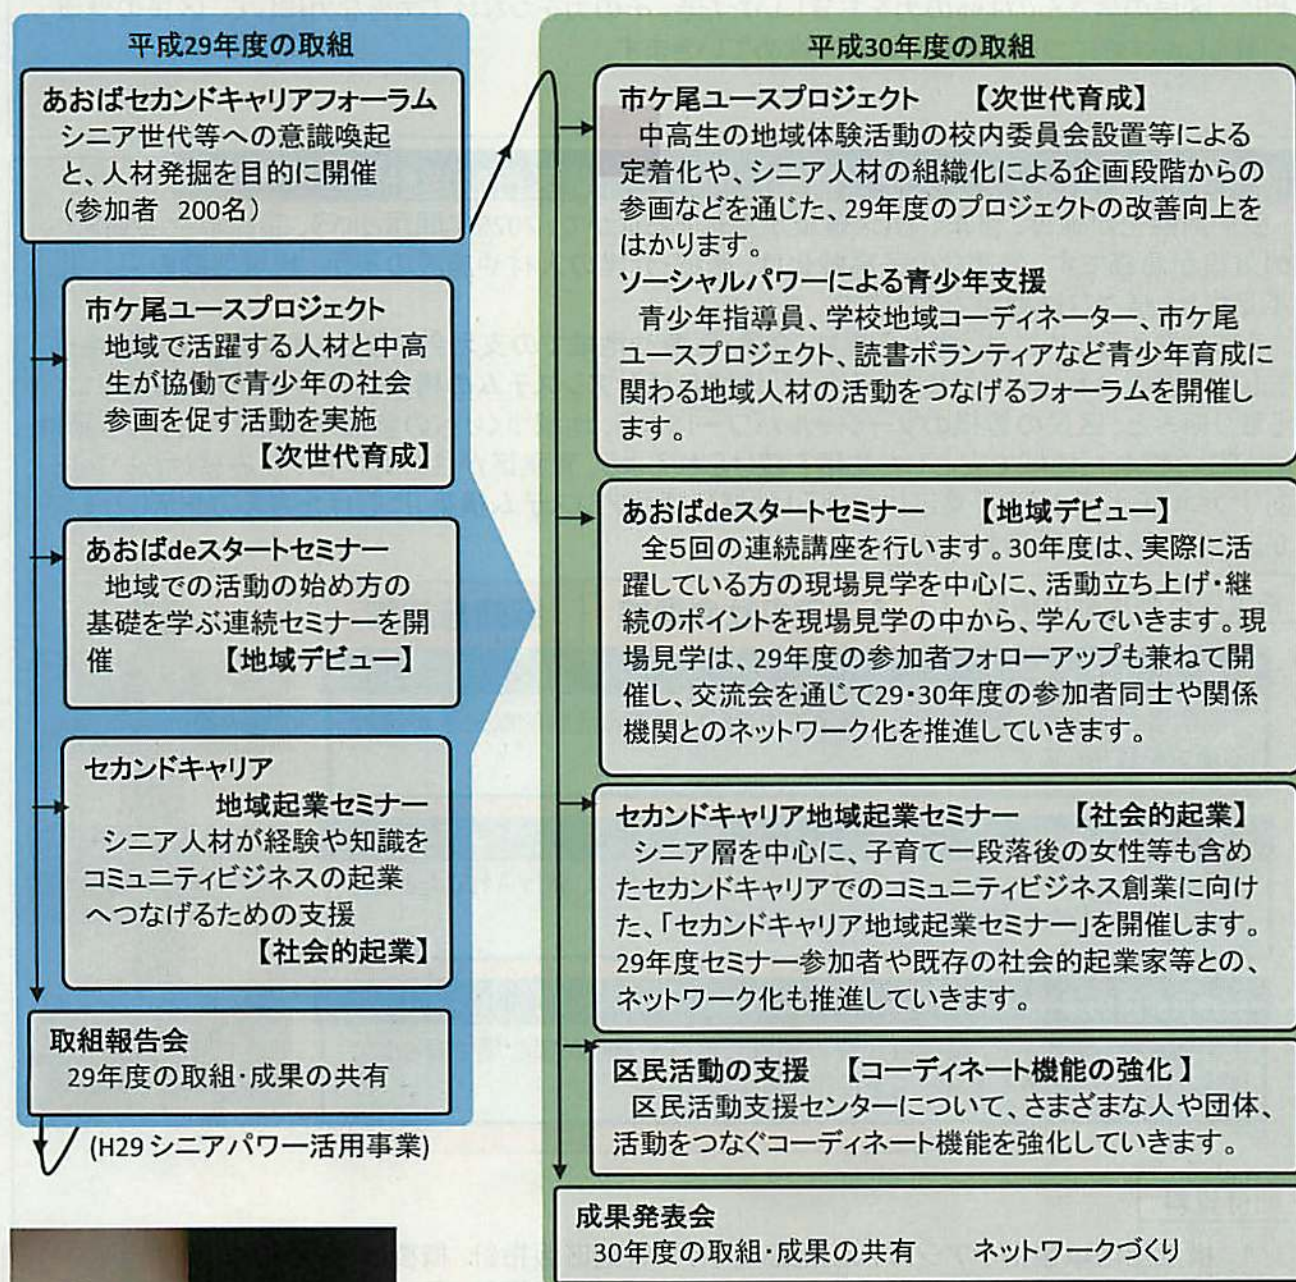 平成29年度の取組
あおばセカンドキャリアフォーラム
シニア世代等への意識喚起
と、人材発掘を目的に開催
（参加者 200名）
市ケ尾ユースプロジェクト
地域で活躍する人材と中高
生が協働で青少年の社会
参画を促す活動を実施
【次世代育成】
あおばdeスタートセミナー
地域での活動の始め方の
基礎を学ぶ連続セミナーを開
催 【地域デビュー】
セカンドキャリア
地域起業セミナー
シニア人材が経験や知識を
コミュニティビジネスの起業
へつなげるための支援
【社会的起業】
取組報告会
29年度の取組・成果の共有
(H29 シニアパワー活用事業)
平成30年度の取組
市ケ尾ユースプロジェクト 【次世代育成】
中高生の地域体験活動の校内委員会設置等による
定着化や、シニア人材の組織化による企画段階からの
参画などを通じた、29年度のプロジェクトの改善向上を
はかります。
ソーシャルパワーによる青少年支援
青少年指導員、学校地域コーディネーター、市ケ尾
ユースプロジェクト、読書ボランティアなど青少年育成に
関わる地域人材の活動をつなげるフォーラムを開催し
ます。
あおばdeスタートセミナー 【地域デビュー】
全5回の連続講座を行います。30年度は、実際に活
躍している方の現場見学を中心に、活動立ち上げ・継
続のポイントを現場見学の中から、学んでいきます。現
場見学は、29年度の参加者フォローアップも兼ねて開
催し、交流会を通じて29・30年度の参加者同士や関係
機関とのネットワーク化を推進していきます。
セカンドキャリア地域起業セミナー 【社会的起業】
シニア層を中心に、子育て一段落後の女性等も含め
たセカンドキャリアでのコミュニティビジネス創業に向け
た、「セカンドキャリア地域起業セミナー」を開催します。
29年度セミナー参加者や既存の社会的起業家等との、
ネットワーク化も推進していきます。
区民活動の支援 【コーディネート機能の強化】
区民活動支援センターについて、さまざまな人や団体、
活動をつなぐコーディネート機能を強化していきます。
成果発表会
30年度の取組・成果の共有 ネットワークづくり